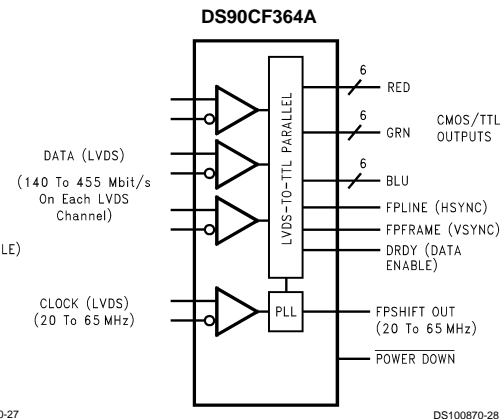 DS90CF364A
6
RED
6
GRN
CMOS/TTL
OUTPUTS
6
BLU
DATA (LVDS)
(140 To 455 Mbit/s
On Each LVDS
Channel)
LVDS-TO-TTL PARALLEL
FPLINE (HSYNC)
FPFRAME (VSYNC)
DRDY (DATA
ENABLE)
LE)
CLOCK (LVDS)
(20 To 65 MHz)
PLL
FPSHIFT OUT
(20 To 65 MHz)
POWER DOWN
0-27
DS100870-28